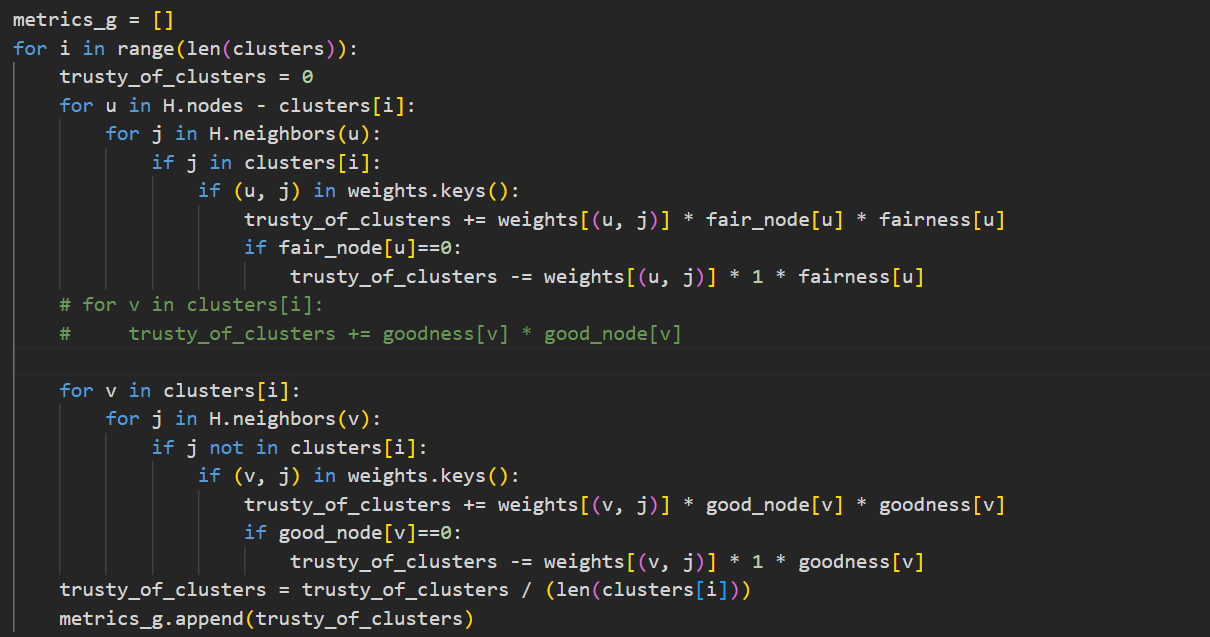 metrics_g = []
for i in range(len(clusters)):
    trusty_of_clusters = 0
    for u in H.nodes - clusters[i]:
        for j in H.neighbors(u):
            if j in clusters[i]:
                if (u, j) in weights.keys():
                    trusty_of_clusters += weights[(u, j)] * fair_node[u] * fairness[u]
                    if fair_node[u]==0:
                        trusty_of_clusters -= weights[(u, j)] * 1 * fairness[u]
    # for v in clusters[i]:
    #     trusty_of_clusters += goodness[v] * good_node[v]
    for v in clusters[i]:
        for j in H.neighbors(v):
            if j not in clusters[i]:
                if (v, j) in weights.keys():
                    trusty_of_clusters += weights[(v, j)] * good_node[v] * goodness[v]
                    if good_node[v]==0:
                        trusty_of_clusters -= weights[(v, j)] * 1 * goodness[v]
    trusty_of_clusters = trusty_of_clusters / (len(clusters[i]))
    metrics_g.append(trusty_of_clusters)